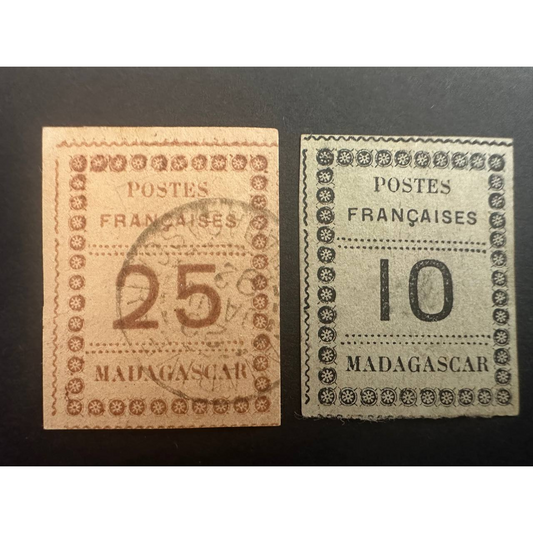 POSTES
FRANÇAISES
25
MADAGASCAR
POSTES
FRANÇAISES
10
MADAGASCAR